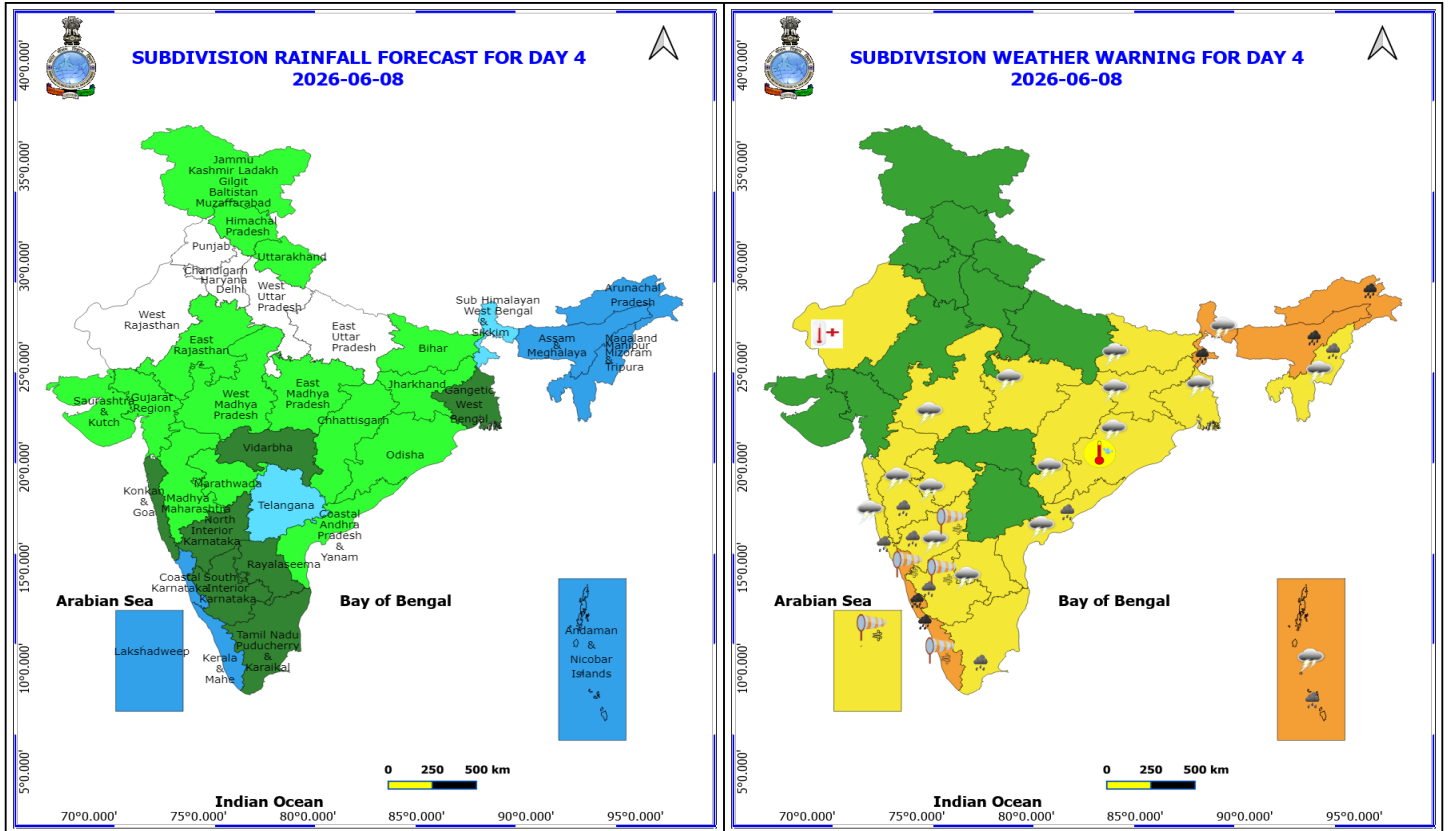 SUBDIVISION RAINFALL FORECAST FOR DAY 4
2026-06-08
40°0.000'
35°0.000'
30°0.000'
25°0.000'
20°0.000'
15°0.000'
10°0.000'
5°0.000'
Jammu
Kashmir Ladakh
Gilgit
Baltistan
Muzaffarabad
Himachal
Pradesh
Punjab
Uttarakhand
Chandigarh
Haryana
Delhi
West
Uttar
Pradesh
West
Rajasthan
East
Uttar
Pradesh
East
Rajasthan
Sub Himalayan
West Bengal
&
Sikkim
Arunachal
Pradesh
Assam
&
Meghalaya
Nagaland
Manipur
Mizoram
&
Tripura
Bihar
Jharkhand
Gangetic
West
Bengal
Saurashtra
&
Kutch
Gujarat
Region
West
Madhya
Pradesh
East
Madhya
Pradesh
Chhattisgarh
Odisha
Vidarbha
Konkan
&
Goa
Madhya
Maharashtra
Marathwada
Telangana
North
Interior
Karnataka
Coastal
Andhra
Pradesh
&
Yanam
Rayalaseema
Coastal
Karnataka
South
Interior
Karnataka
Tamil Nadu
Puducherry
&
Karaikal
Kerala
&
Mahe
Lakshadweep
Andaman
&
Nicobar
Islands
Arabian Sea
Bay of Bengal
Indian Ocean
0 250 500 km
70°0.000' 75°0.000' 80°0.000' 85°0.000' 90°0.000' 95°0.000'
SUBDIVISION WEATHER WARNING FOR DAY 4
2026-06-08
40°0.000'
35°0.000'
30°0.000'
25°0.000'
20°0.000'
15°0.000'
10°0.000'
5°0.000'
Arabian Sea
Bay of Bengal
Indian Ocean
0 250 500 km
70°0.000' 75°0.000' 80°0.000' 85°0.000' 90°0.000' 95°0.000'